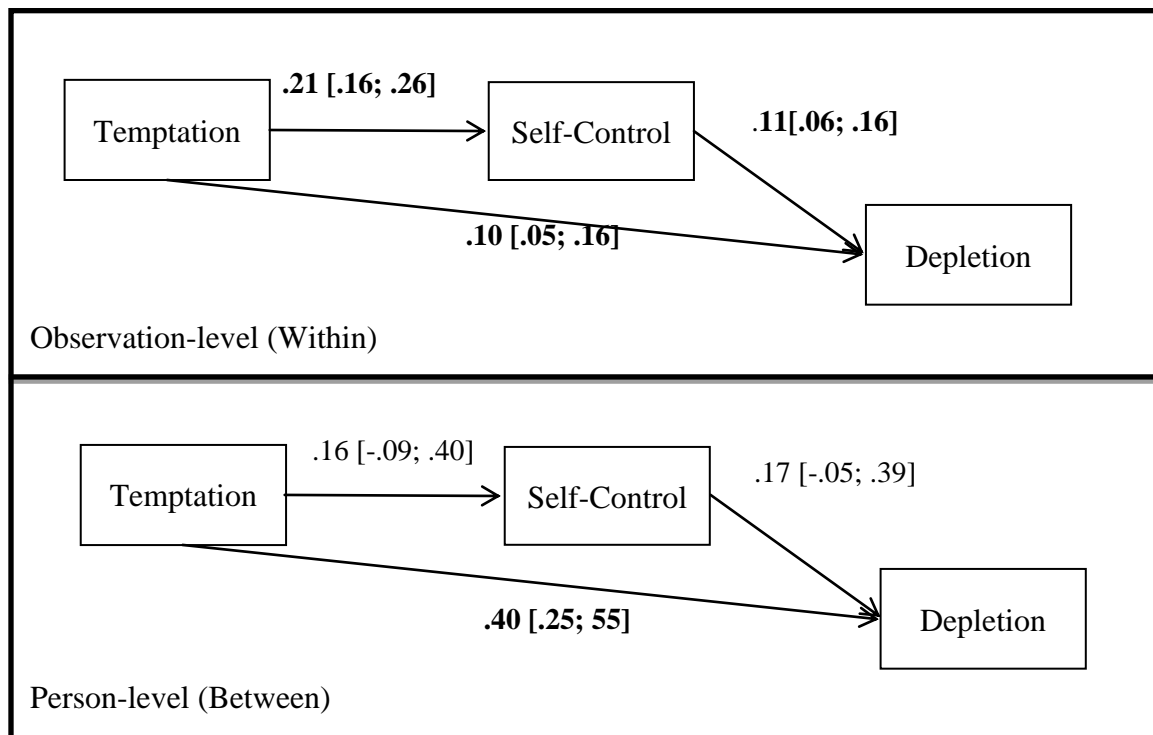 .21 [.16; .26]
.11[.06; .16]
Temptation
Self-Control
.10 [.05; .16]
Depletion
Observation-level (Within)
.16 [-.09; .40]
.17 [-.05; .39]
Temptation
Self-Control
.40 [.25; 55]
Depletion
Person-level (Between)